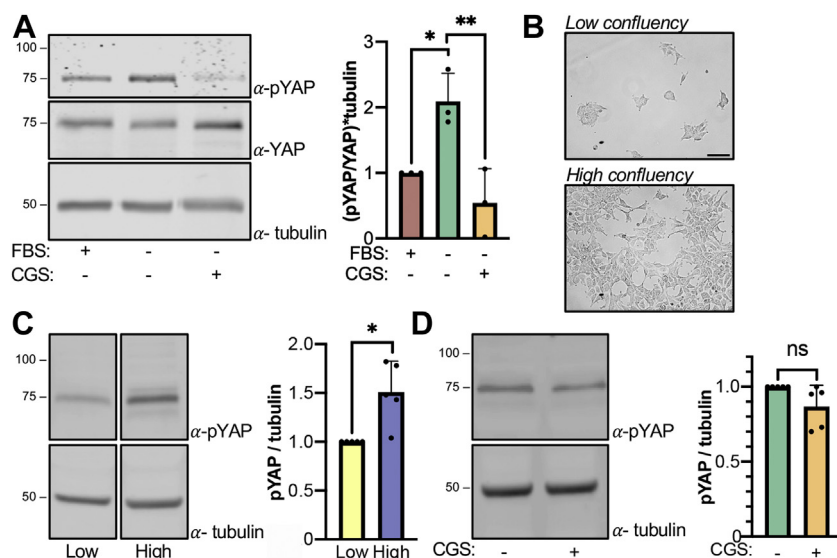 A
100
75
α-pYAP
75
α-YAP
50
α- tubulin
FBS: + - -
CGS: - - +
(pYAP/YAP)*tubulin
3
2
1
0
* **
FBS: + - -
CGS: - - +
B
Low confluency
High confluency
C
100
75
α-pYAP
50
α- tubulin
Low High
pYAP / tubulin
2.0
1.5
1.0
0.5
0.0
*
Low High
D
100
75
α-pYAP
50
α- tubulin
CGS: - +
pYAP / tubulin
1.0
0.5
0
ns
CGS: - +